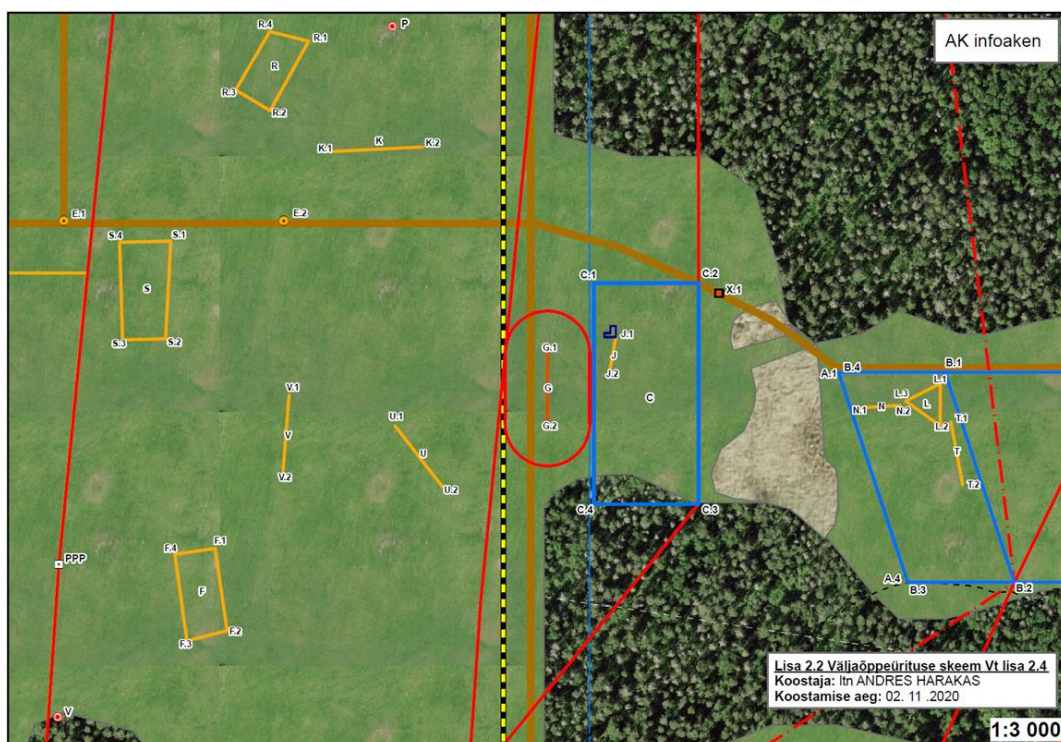 AK infoaken
R.4
R.1
P
R
R.3
R.2
K.1
K
K.2
E.1
E.2
S.4
S.1
S
S.3
S.2
C.1
C.2
X.1
J.1
J
J.2
C
G.1
G
G.2
A.1
B.4
B.1
L.1
L.3
L
L.2
N.1
N
N.2
T.1
T
T.2
V.1
V
V.2
U.1
U
U.2
C.4
C.3
F.4
F.1
F
F.3
F.2
PPP
A.4
B.3
B.2
V
Lisa 2.2 Väljaõppeürituse skeem Vt lisa 2.4
Koostaja: ltn ANDRES HARAKAS
Koostamise aeg: 02. 11 .2020
1:3 000